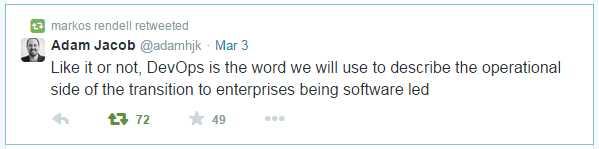 markos rendell retweeted
Adam Jacob @adamhjk · Mar 3
Like it or not, DevOps is the word we will use to describe the operational
side of the transition to enterprises being software led
72 49